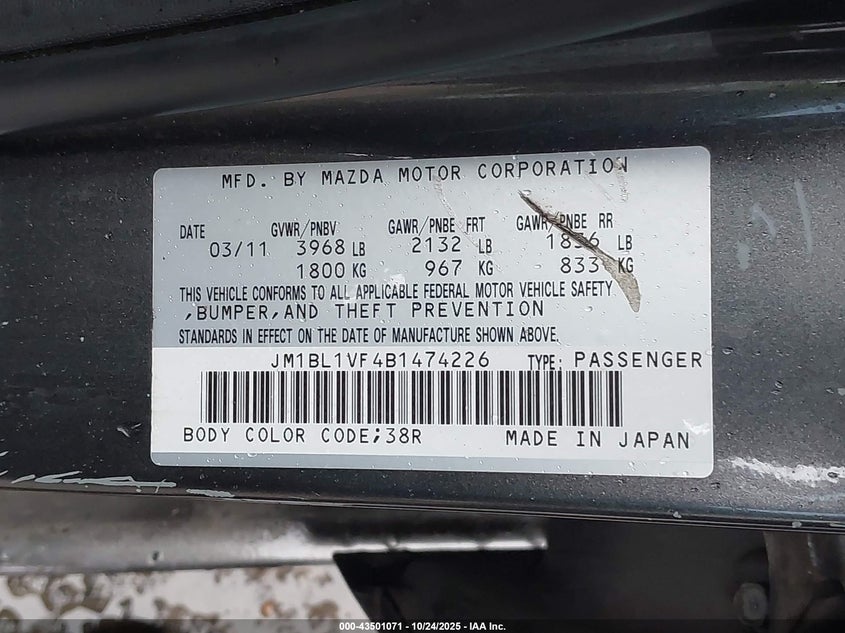 MFD. BY MAZDA MOTOR CORPORATION
DATE GVWR/PNBV GAWR/PNBE FRT GAWR/PNBE RR
03/11 3968 LB 2132 LB 1836 LB
1800 KG 967 KG 833 KG
THIS VEHICLE CONFORMS TO ALL APPLICABLE FEDERAL MOTOR VEHICLE SAFETY
,BUMPER,AND THEFT PREVENTION
STANDARDS IN EFFECT ON THE DATE OF MANUFACTURE SHOWN ABOVE.
JM1BL1VF4B1474226 TYPE: PASSENGER
BODY COLOR CODE;38R MADE IN JAPAN
000-43501071 - 10/24/2025 - IAA Inc.